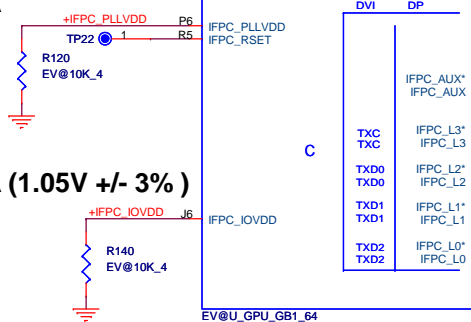 DVI DP
+IFPC_PLLVDD P6 IFPC_PLLVDD
TP22 1 R5 IFPC_RSET
R120
EV@10K_4
IFPC_AUX*
IFPC_AUX
C
TXC IFPC_L3*
TXC IFPC_L3
TXD0 IFPC_L2*
TXD0 IFPC_L2
(1.05V +/- 3% )
TXD1 IFPC_L1*
TXD1 IFPC_L1
+IFPC_IOVDD J6 IFPC_IOVDD
TXD2 IFPC_L0*
TXD2 IFPC_L0
R140
EV@10K_4
EV@U_GPU_GB1_64